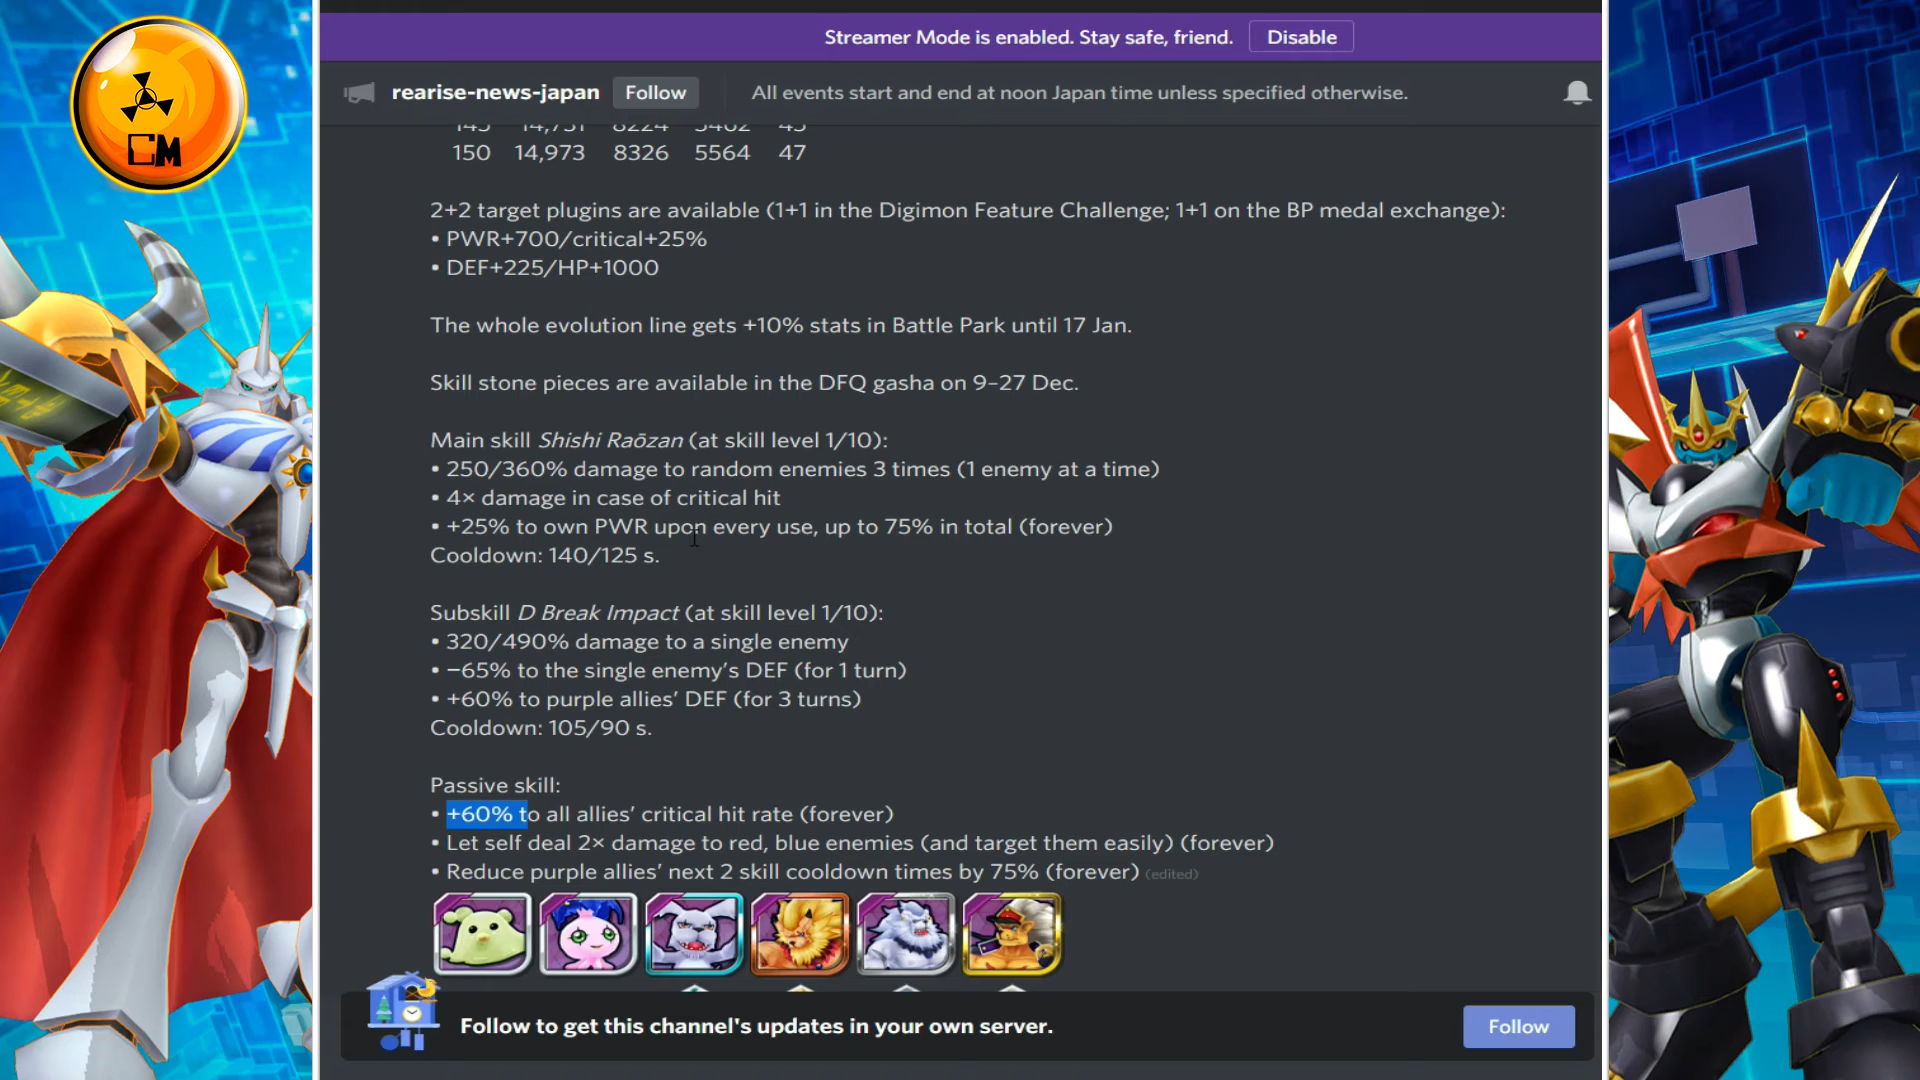 CM
Streamer Mode is enabled. Stay safe, friend. Disable
rearise-news-japan Follow All events start and end at noon Japan time unless specified otherwise.
145 14,731 8224 5462 45
150 14,973 8326 5564 47
2+2 target plugins are available (1+1 in the Digimon Feature Challenge; 1+1 on the BP medal exchange):
• PWR+700/critical+25%
• DEF+225/HP+1000
The whole evolution line gets +10% stats in Battle Park until 17 Jan.
Skill stone pieces are available in the DFQ gasha on 9–27 Dec.
Main skill Shishi Raōzan (at skill level 1/10):
• 250/360% damage to random enemies 3 times (1 enemy at a time)
• 4× damage in case of critical hit
• +25% to own PWR upon every use, up to 75% in total (forever)
Cooldown: 140/125 s.
Subskill D Break Impact (at skill level 1/10):
• 320/490% damage to a single enemy
• −65% to the single enemy’s DEF (for 1 turn)
• +60% to purple allies’ DEF (for 3 turns)
Cooldown: 105/90 s.
Passive skill:
• +60% to all allies’ critical hit rate (forever)
• Let self deal 2× damage to red, blue enemies (and target them easily) (forever)
• Reduce purple allies’ next 2 skill cooldown times by 75% (forever) (edited)
Follow to get this channel's updates in your own server. Follow